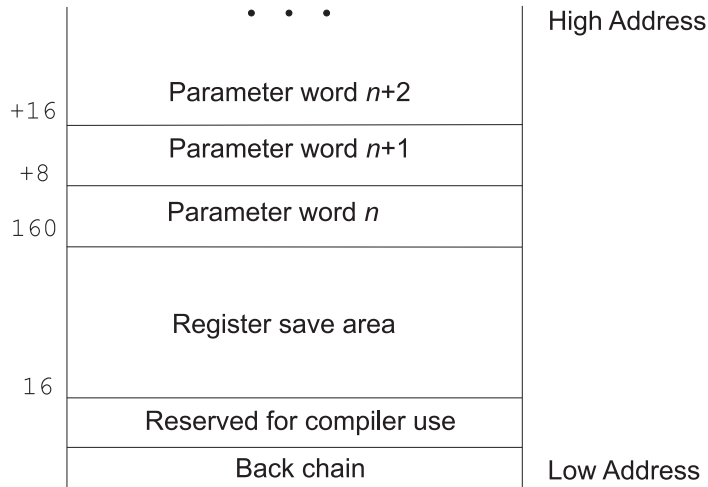 • • •
High Address
Parameter word n+2
+16
Parameter word n+1
+8
Parameter word n
160
Register save area
16
Reserved for compiler use
Back chain
Low Address